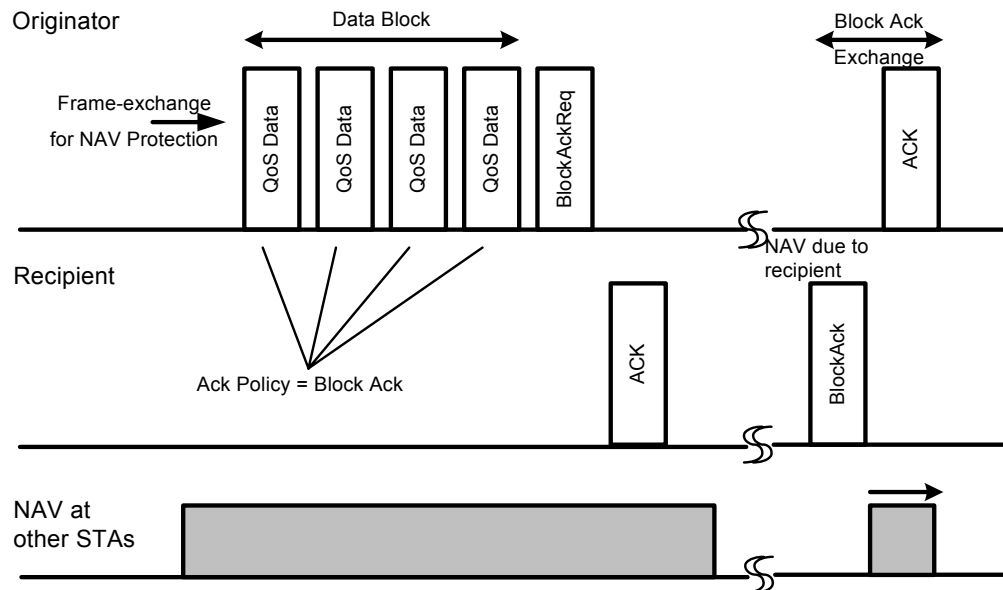 Originator
Data Block
Block Ack
Exchange
Frame-exchange
for NAV Protection
QoS Data
QoS Data
QoS Data
QoS Data
BlockAckReq
ACK
NAV due to
recipient
Recipient
Ack Policy = Block Ack
ACK
BlockAck
NAV at
other STAs